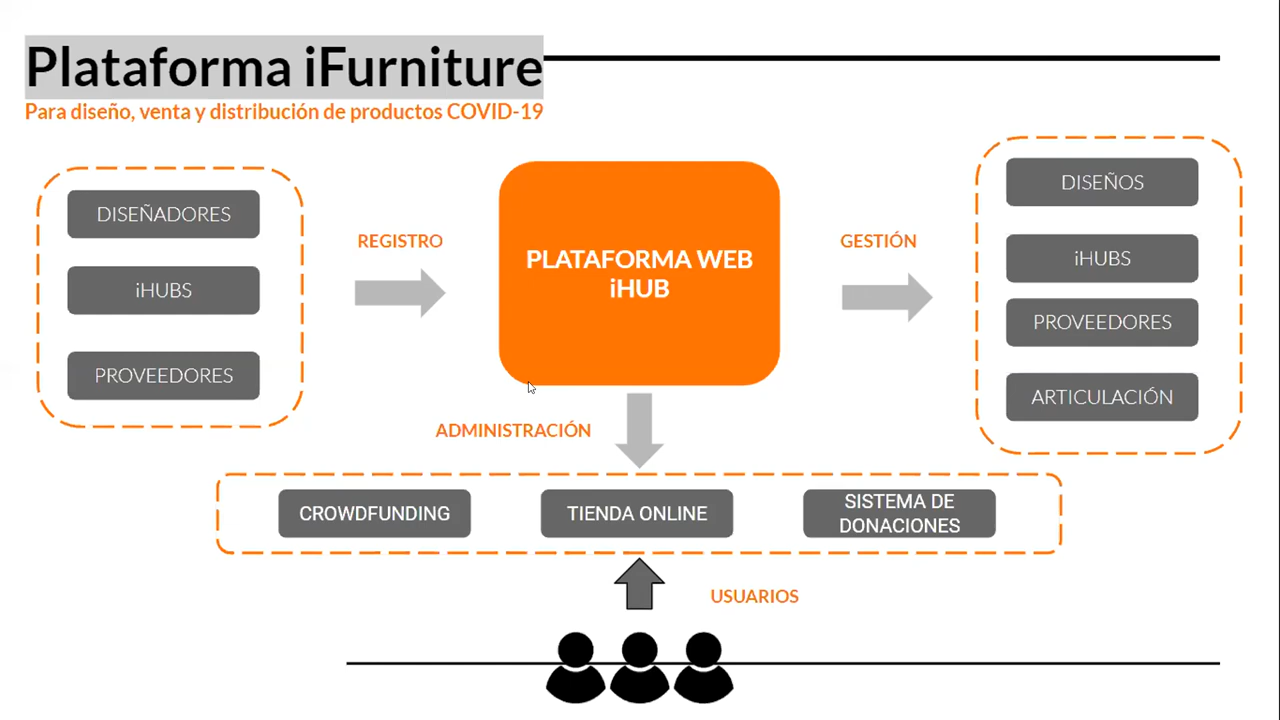 Plataforma iFurniture
Para diseño, venta y distribución de productos COVID-19
DISEÑADORES
iHUBS
PROVEEDORES
REGISTRO
PLATAFORMA WEB
iHUB
GESTIÓN
DISEÑOS
iHUBS
PROVEEDORES
ARTICULACIÓN
ADMINISTRACIÓN
CROWDFUNDING
TIENDA ONLINE
SISTEMA DE
DONACIONES
USUARIOS